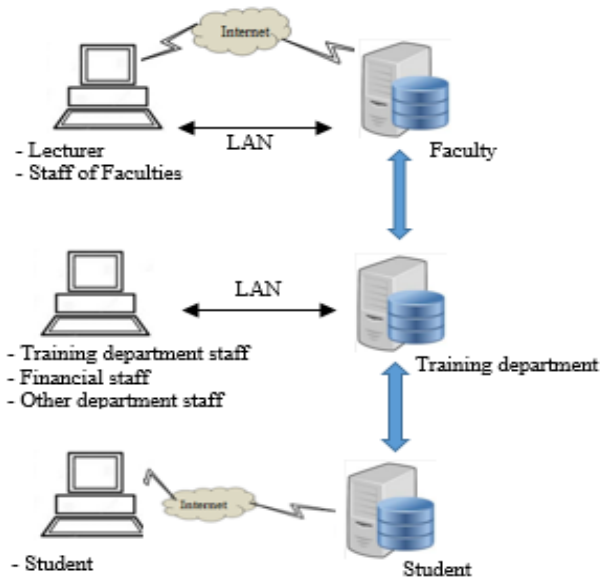 Internet
LAN
- Lecturer
- Staff of Faculties
Faculty
LAN
- Training department staff
- Financial staff
- Other department staff
Training department
Internet
- Student
Student